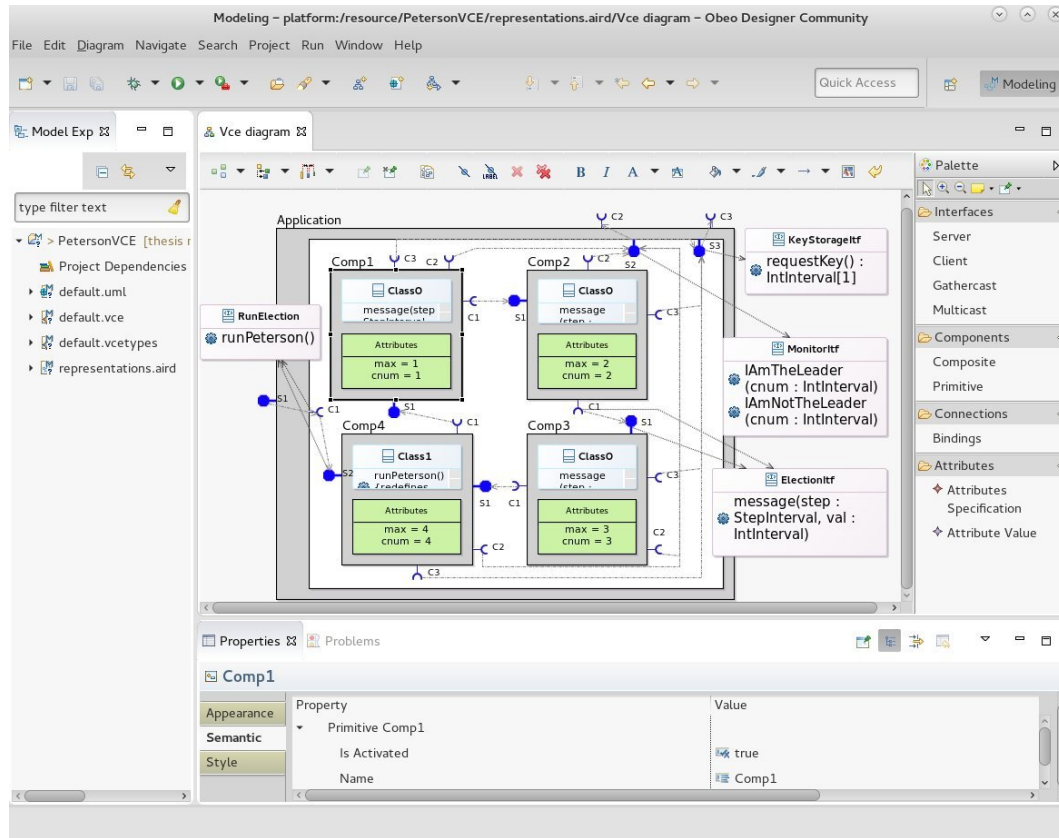 Modeling – platform:/resource/PetersonVCE/representations.aird/Vce diagram – Obeo Designer Community
File Edit Diagram Navigate Search Project Run Window Help
Quick Access
Modeling
Model Exp
Vce diagram
type filter text
> PetersonVCE [thesis r
Project Dependencies
default.uml
default.vce
default.vcetypes
representations.aird
B I A
Palette
Interfaces
Server
Client
Gathercast
Multicast
Components
Composite
Primitive
Connections
Bindings
Attributes
Attributes
Specification
Attribute Value
Application
C2
C3
S2
S3
KeyStorageItf
requestKey() :
IntInterval[1]
Comp1
C3
C2
Class0
message(step
Attributes
max = 1
cnum = 1
C1
S1
Comp2
C2
Class0
message
(step :
Attributes
max = 2
cnum = 2
C3
C1
RunElection
runPeterson()
S1
C1
MonitorItf
IAmTheLeader
(cnum : IntInterval)
IAmNotTheLeader
(cnum : IntInterval)
S1
C1
Comp4
S2
Class1
runPeterson()
{redefines
Attributes
max = 4
cnum = 4
S1
C1
C2
C3
Comp3
S1
Class0
message
(step :
Attributes
max = 3
cnum = 3
C3
C2
ElectionItf
message(step :
StepInterval, val :
IntInterval)
Properties
Problems
Comp1
Appearance
Semantic
Style
Property Value
Primitive Comp1
Is Activated true
Name Comp1